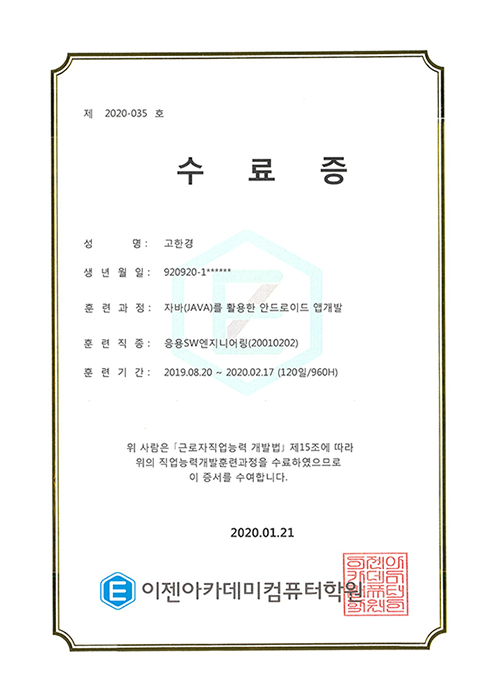 제 2020-035 호
수 료 증
성 명 : 고한경
생 년 월 일 : 920920-1******
훈 련 과 정 : 자바(JAVA)를 활용한 안드로이드 앱개발
훈 련 직 종 : 응용SW엔지니어링(20010202)
훈 련 기 간 : 2019.08.20 ~ 2020.02.17 (120일/960H)
위 사람은 「근로자직업능력 개발법」 제15조에 따라
위의 직업능력개발훈련과정을 수료하였으므로
이 증서를 수여합니다.
2020.01.21
E 이젠아카데미컴퓨터학원